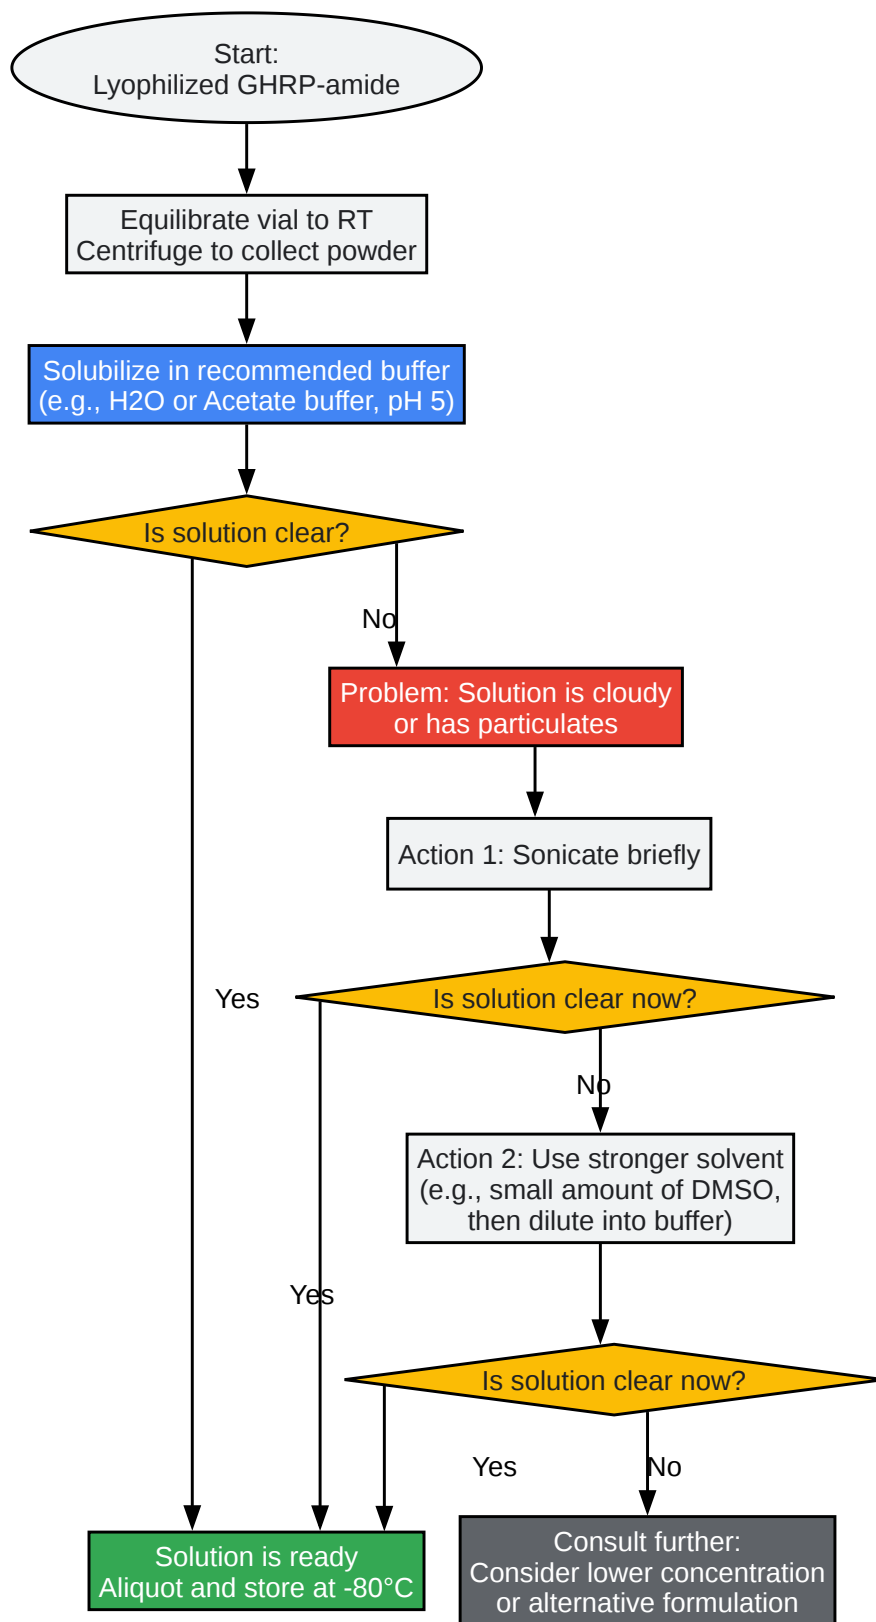 Start:
Lyophilized GHRP-amide
Equilibrate vial to RT
Centrifuge to collect powder
Solubilize in recommended buffer
(e.g., H2O or Acetate buffer, pH 5)
Is solution clear?
No
Problem: Solution is cloudy
or has particulates
Action 1: Sonicate briefly
Yes
Is solution clear now?
No
Action 2: Use stronger solvent
(e.g., small amount of DMSO,
then dilute into buffer)
Yes
Is solution clear now?
Yes
No
Solution is ready
Aliquot and store at -80°C
Consult further:
Consider lower concentration
or alternative formulation